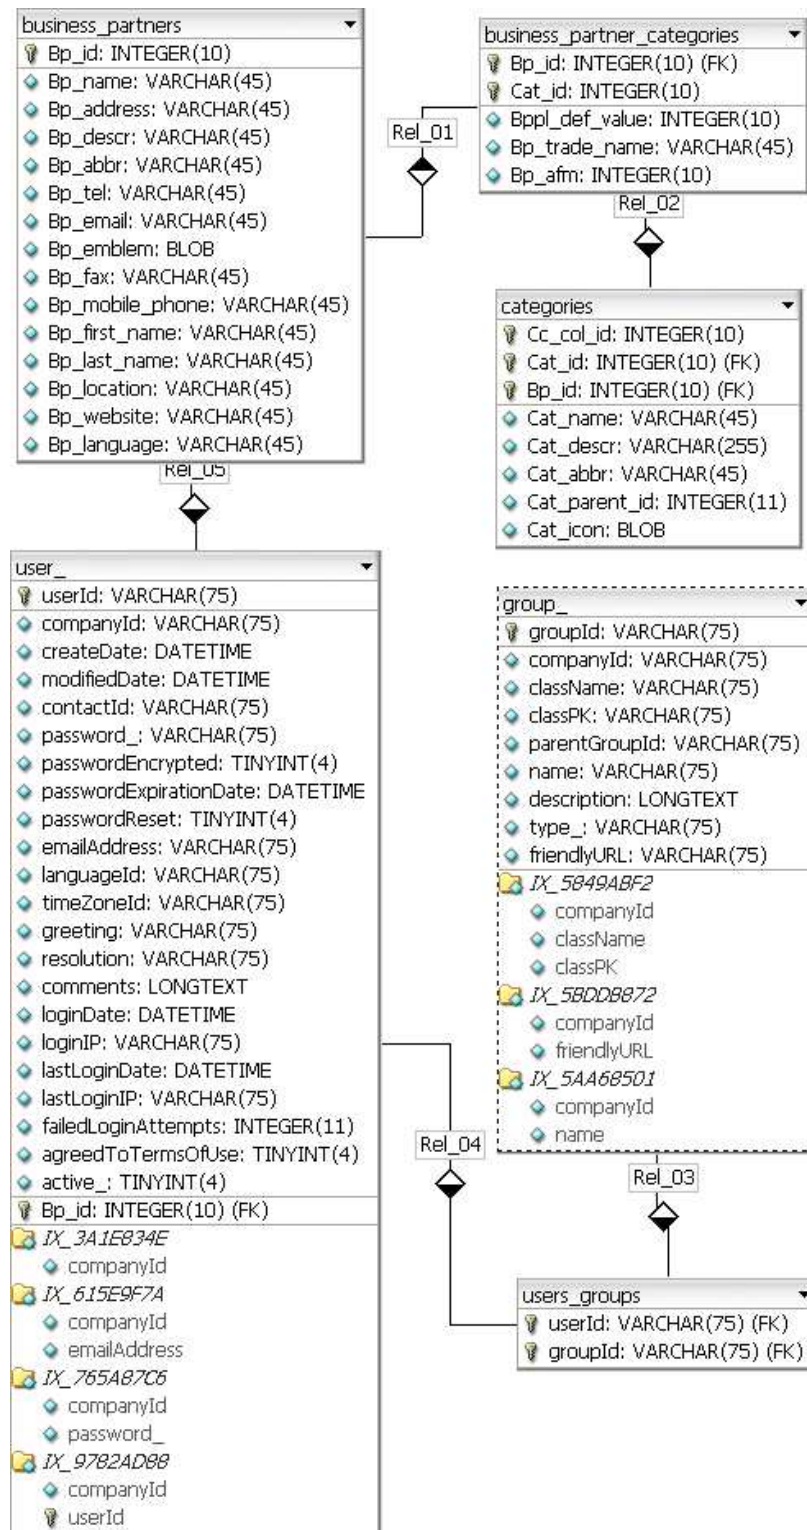 business_partners
Bp_id: INTEGER(10)
Bp_name: VARCHAR(45)
Bp_address: VARCHAR(45)
Bp_descr: VARCHAR(45)
Bp_abbr: VARCHAR(45)
Bp_tel: VARCHAR(45)
Bp_email: VARCHAR(45)
Bp_emblem: BLOB
Bp_fax: VARCHAR(45)
Bp_mobile_phone: VARCHAR(45)
Bp_first_name: VARCHAR(45)
Bp_last_name: VARCHAR(45)
Bp_location: VARCHAR(45)
Bp_website: VARCHAR(45)
Bp_language: VARCHAR(45)
Rel_01
business_partner_categories
Bp_id: INTEGER(10) (FK)
Cat_id: INTEGER(10)
Bppl_def_value: INTEGER(10)
Bp_trade_name: VARCHAR(45)
Bp_afm: INTEGER(10)
Rel_02
categories
Cc_col_id: INTEGER(10)
Cat_id: INTEGER(10) (FK)
Bp_id: INTEGER(10) (FK)
Cat_name: VARCHAR(45)
Cat_descr: VARCHAR(255)
Cat_abbr: VARCHAR(45)
Cat_parent_id: INTEGER(11)
Cat_icon: BLOB
Rel_05
user_
userId: VARCHAR(75)
companyId: VARCHAR(75)
createDate: DATETIME
modifiedDate: DATETIME
contactId: VARCHAR(75)
password_: VARCHAR(75)
passwordEncrypted: TINYINT(4)
passwordExpirationDate: DATETIME
passwordReset: TINYINT(4)
emailAddress: VARCHAR(75)
languageId: VARCHAR(75)
timeZoneId: VARCHAR(75)
greeting: VARCHAR(75)
resolution: VARCHAR(75)
comments: LONGTEXT
loginDate: DATETIME
loginIP: VARCHAR(75)
lastLoginDate: DATETIME
lastLoginIP: VARCHAR(75)
failedLoginAttempts: INTEGER(11)
agreedToTermsOfUse: TINYINT(4)
active_: TINYINT(4)
Bp_id: INTEGER(10) (FK)
IX_3A1E834E
companyId
IX_615E9F7A
companyId
emailAddress
IX_765A87C6
companyId
password_
IX_9782AD88
companyId
userId
group_
groupId: VARCHAR(75)
companyId: VARCHAR(75)
className: VARCHAR(75)
classPK: VARCHAR(75)
parentGroupId: VARCHAR(75)
name: VARCHAR(75)
description: LONGTEXT
type_: VARCHAR(75)
friendlyURL: VARCHAR(75)
IX_5849ABF2
companyId
className
classPK
IX_5BDDB872
companyId
friendlyURL
IX_5AA68501
companyId
name
Rel_04
Rel_03
users_groups
userId: VARCHAR(75) (FK)
groupId: VARCHAR(75) (FK)